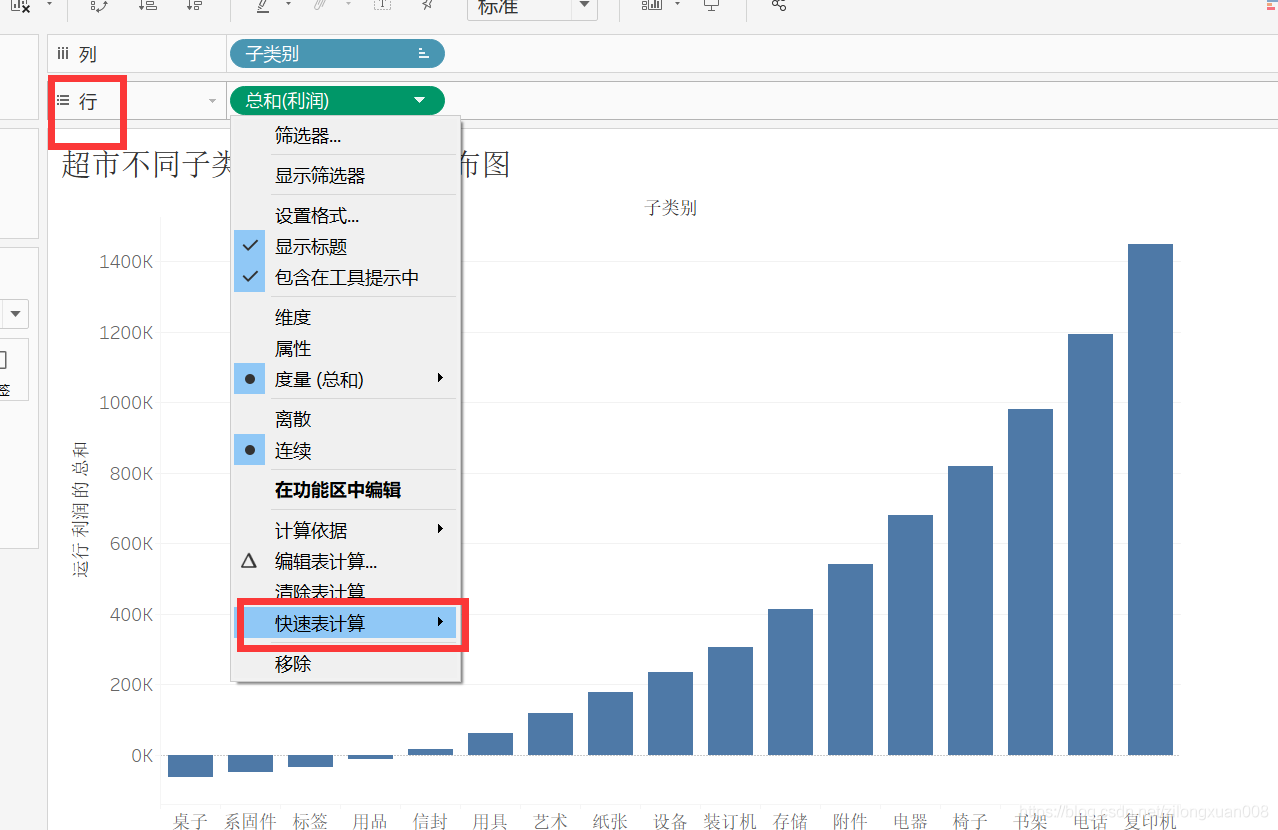 标准
列
子类别
行
总和(利润)
筛选器...
显示筛选器
设置格式...
显示标题
包含在工具提示中
维度
属性
度量 (总和)
离散
连续
在功能区中编辑
计算依据
编辑表计算...
清除表计算
快速表计算
移除
签
超市不同子类
布图
子类别
1400K
1200K
1000K
800K
600K
400K
200K
0K
运行 利润 的 总和
桌子 系固件 标签 用品 信封 用具 艺术 纸张 设备 装订机 存储 附件 电器 椅子 书架 电话 复印机
https://blog.csdn.net/zilongxuan008